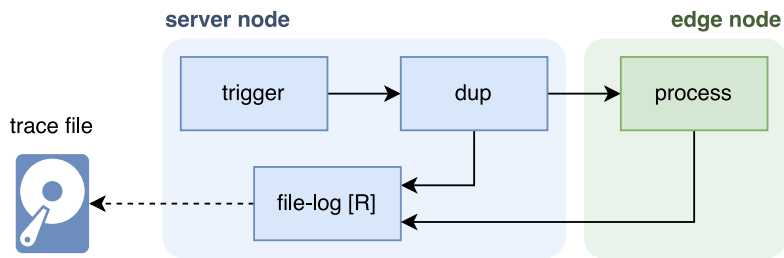 server node
edge node
trigger
dup
process
trace file
file-log [R]